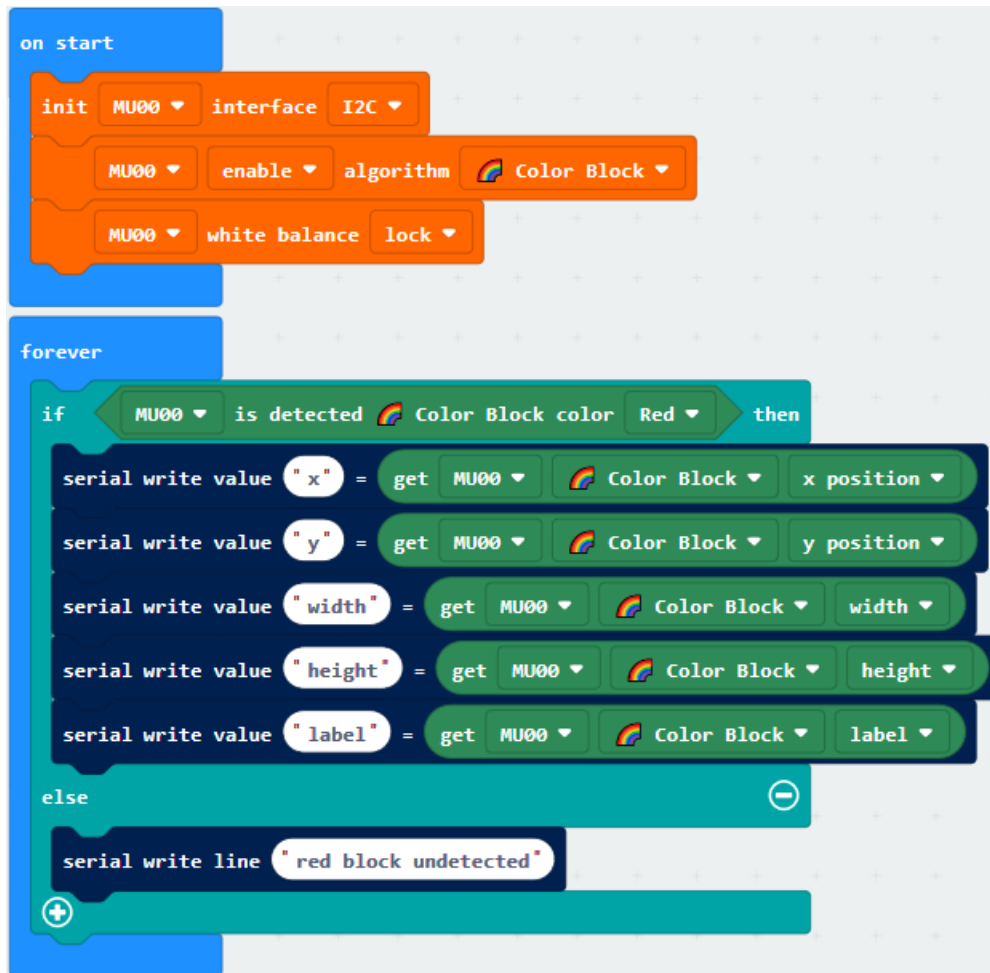 on start
init MU00 interface I2C
MU00 enable algorithm Color Block
MU00 white balance lock
forever
if MU00 is detected Color Block color Red then
serial write value "x" = get MU00 Color Block x position
serial write value "y" = get MU00 Color Block y position
serial write value "width" = get MU00 Color Block width
serial write value "height" = get MU00 Color Block height
serial write value "label" = get MU00 Color Block label
else
serial write line "red block undetected"